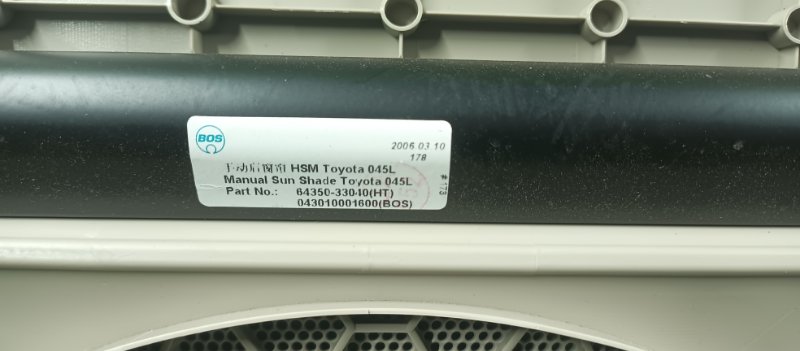 BOS
2006 03 10
178
手动后窗帘 HSM Toyota 045L
Manual Sun Shade Toyota 045L
Part No.: 64350-33040(HT)
043010001600(BOS)
#173